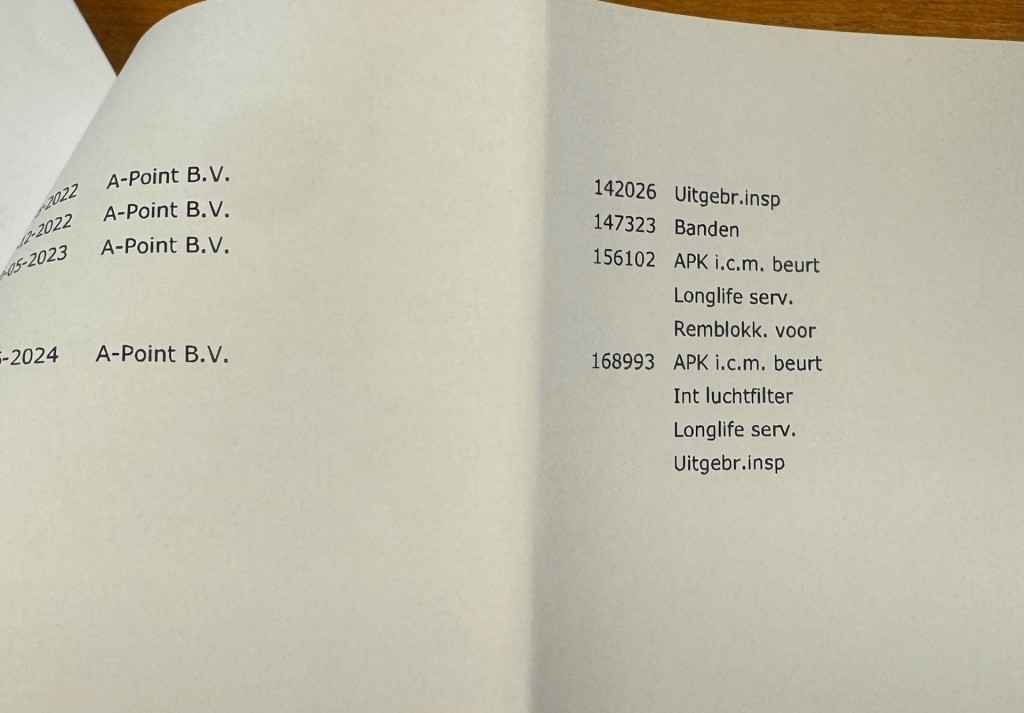 -2022 A-Point B.V. 142026 Uitgebr.insp
12-2022 A-Point B.V. 147323 Banden
-05-2023 A-Point B.V. 156102 APK i.c.m. beurt
Longlife serv.
Remblokk. voor
-2024 A-Point B.V. 168993 APK i.c.m. beurt
Int luchtfilter
Longlife serv.
Uitgebr.insp